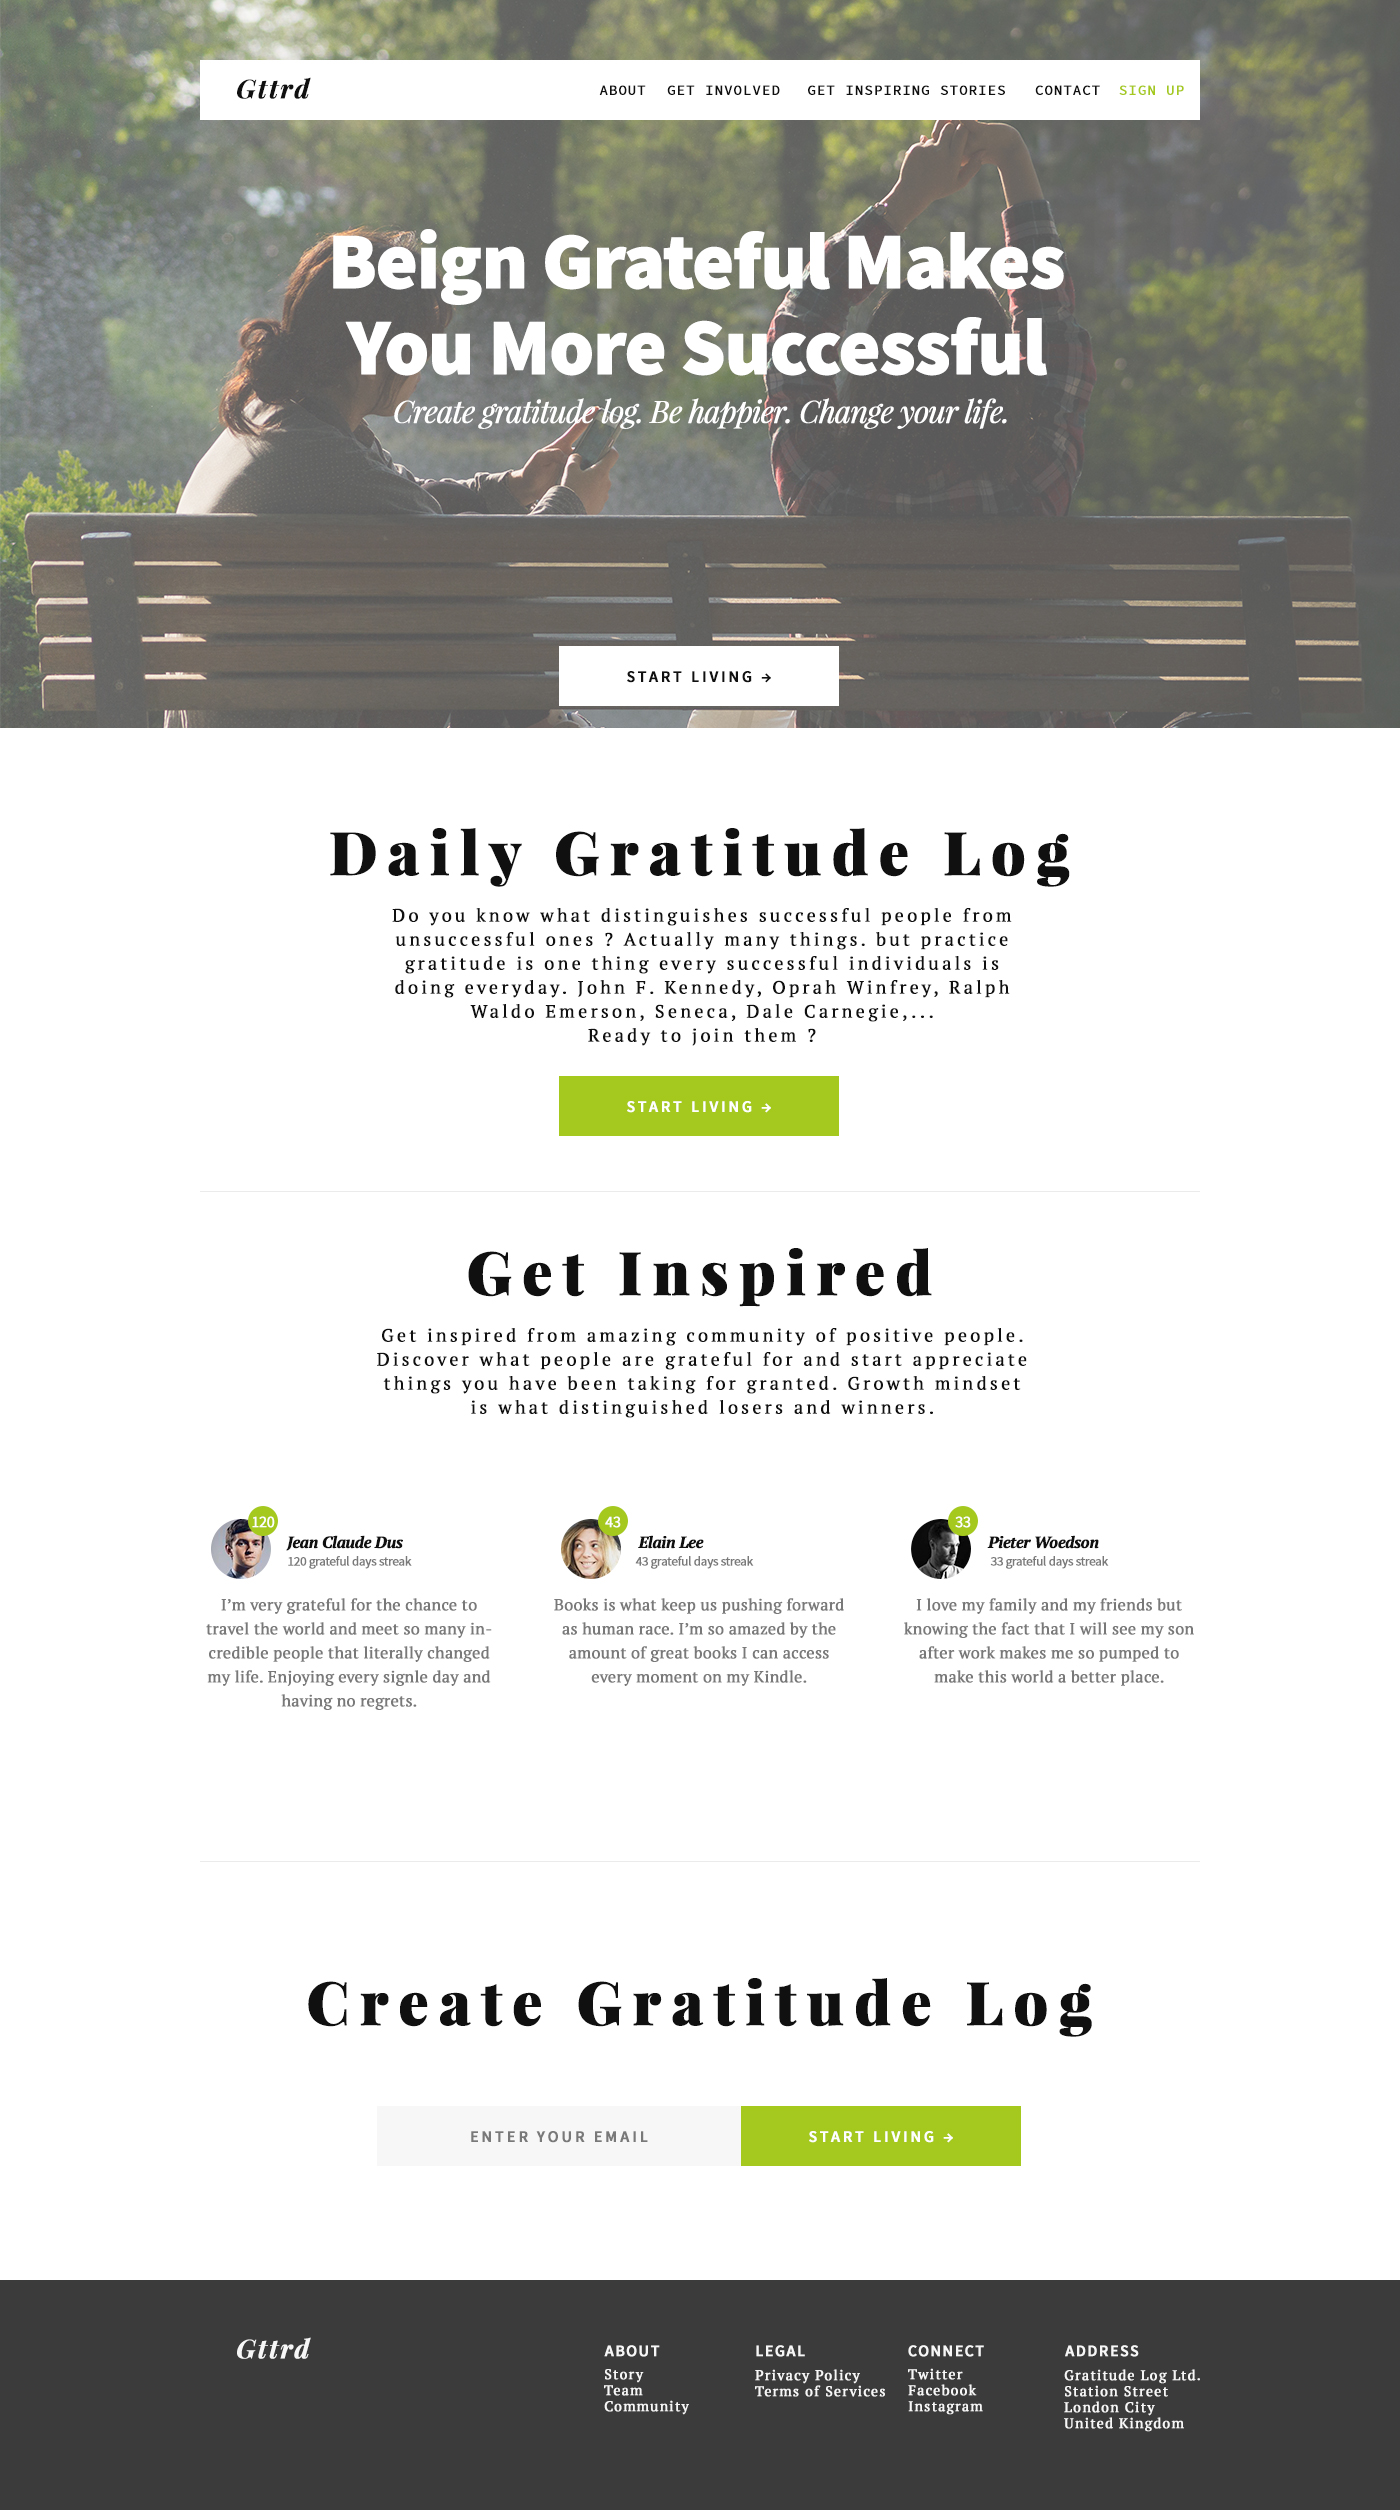 Gttrd
ABOUT GET INVOLVED GET INSPIRING STORIES CONTACT SIGN UP
Beign Grateful Makes
You More Successful
Create gratitude log. Be happier. Change your life.
START LIVING →
Daily Gratitude Log
Do you know what distinguishes successful people from
unsuccessful ones ? Actually many things. but practice
gratitude is one thing every successful individuals is
doing everyday. John F. Kennedy, Oprah Winfrey, Ralph
Waldo Emerson, Seneca, Dale Carnegie,...
Ready to join them ?
START LIVING →
Get Inspired
Get inspired from amazing community of positive people.
Discover what people are grateful for and start appreciate
things you have been taking for granted. Growth mindset
is what distinguished losers and winners.
120
Jean Claude Dus
120 grateful days streak
I'm very grateful for the chance to
travel the world and meet so many in-
credible people that literally changed
my life. Enjoying every signle day and
having no regrets.
43
Elain Lee
43 grateful days streak
Books is what keep us pushing forward
as human race. I'm so amazed by the
amount of great books I can access
every moment on my Kindle.
33
Pieter Woedson
33 grateful days streak
I love my family and my friends but
knowing the fact that I will see my son
after work makes me so pumped to
make this world a better place.
Create Gratitude Log
ENTER YOUR EMAIL
START LIVING →
Gttrd
ABOUT
Story
Team
Community
LEGAL
Privacy Policy
Terms of Services
CONNECT
Twitter
Facebook
Instagram
ADDRESS
Gratitude Log Ltd.
Station Street
London City
United Kingdom